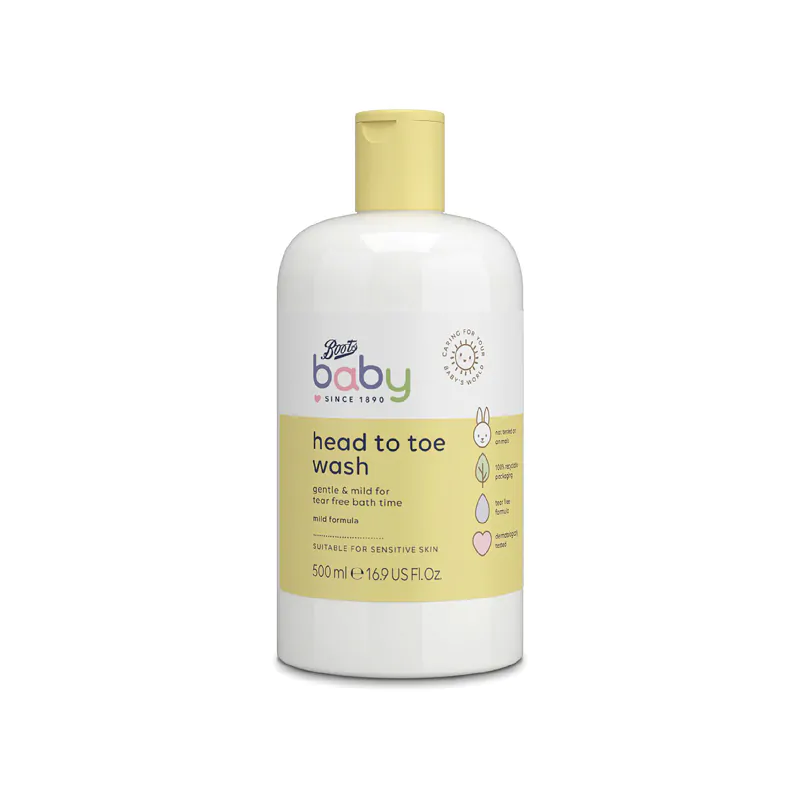 Boots
baby
SINCE 1890
CARING FOR YOUR
BABY'S WORLD
head to toe
wash
gentle & mild for
tear free bath time
mild formula
SUITABLE FOR SENSITIVE SKIN
500 ml ℮ 16.9 US Fl.Oz.
not tested on
animals
100% recyclable
packaging
tear free
formula
dermatologically
tested